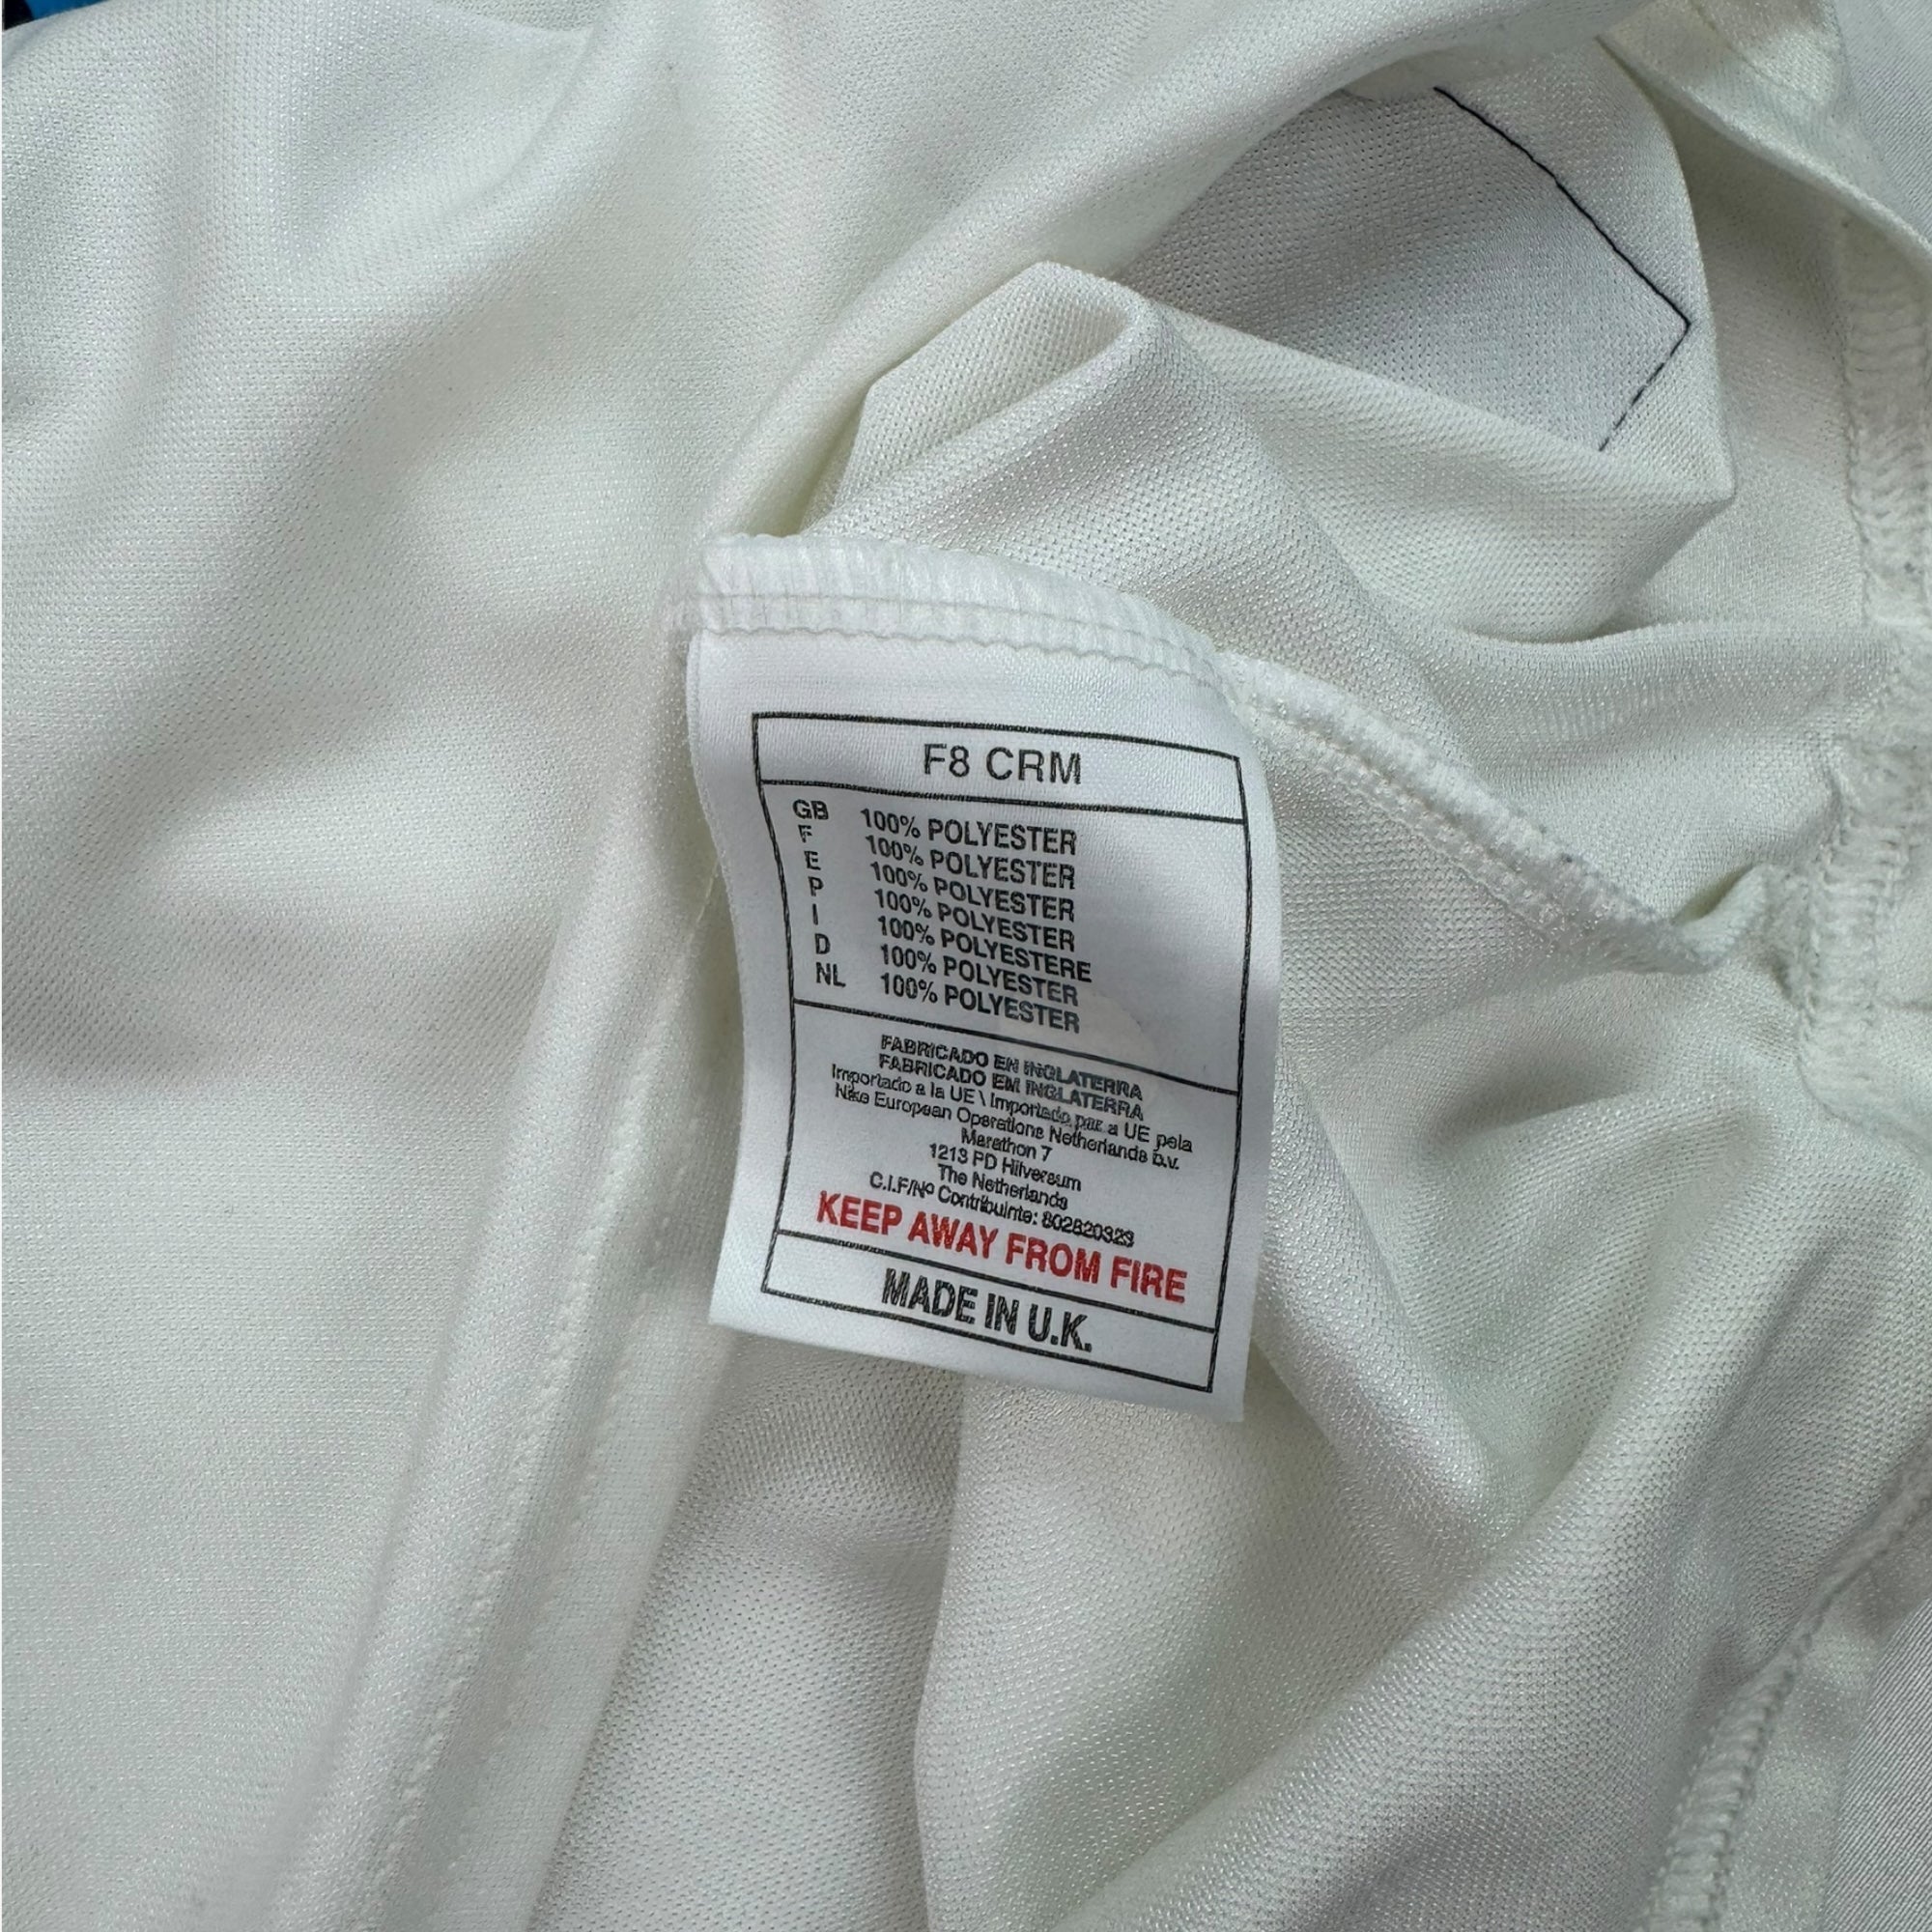 F8 CRM
GB 100% POLYESTER
F 100% POLYESTER
E 100% POLYESTER
P 100% POLYESTER
I 100% POLYESTERE
D 100% POLYESTER
NL 100% POLYESTER
FABRICADO EN INGLATERRA
FABRICADO EM INGLATERRA
Importado a la UE \ Importado par a UE pela
Nike European Operations Netherlands b.v.
Marathon 7
1213 PD Hilversum
The Netherlands
C.I.F/Nº Contribuinte: 802820323
KEEP AWAY FROM FIRE
MADE IN U.K.